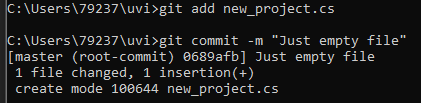 C:\Users\79237\uvi>git add new_project.cs
C:\Users\79237\uvi>git commit -m "Just empty file"
[master (root-commit) 0689afb] Just empty file
 1 file changed, 1 insertion(+)
 create mode 100644 new_project.cs